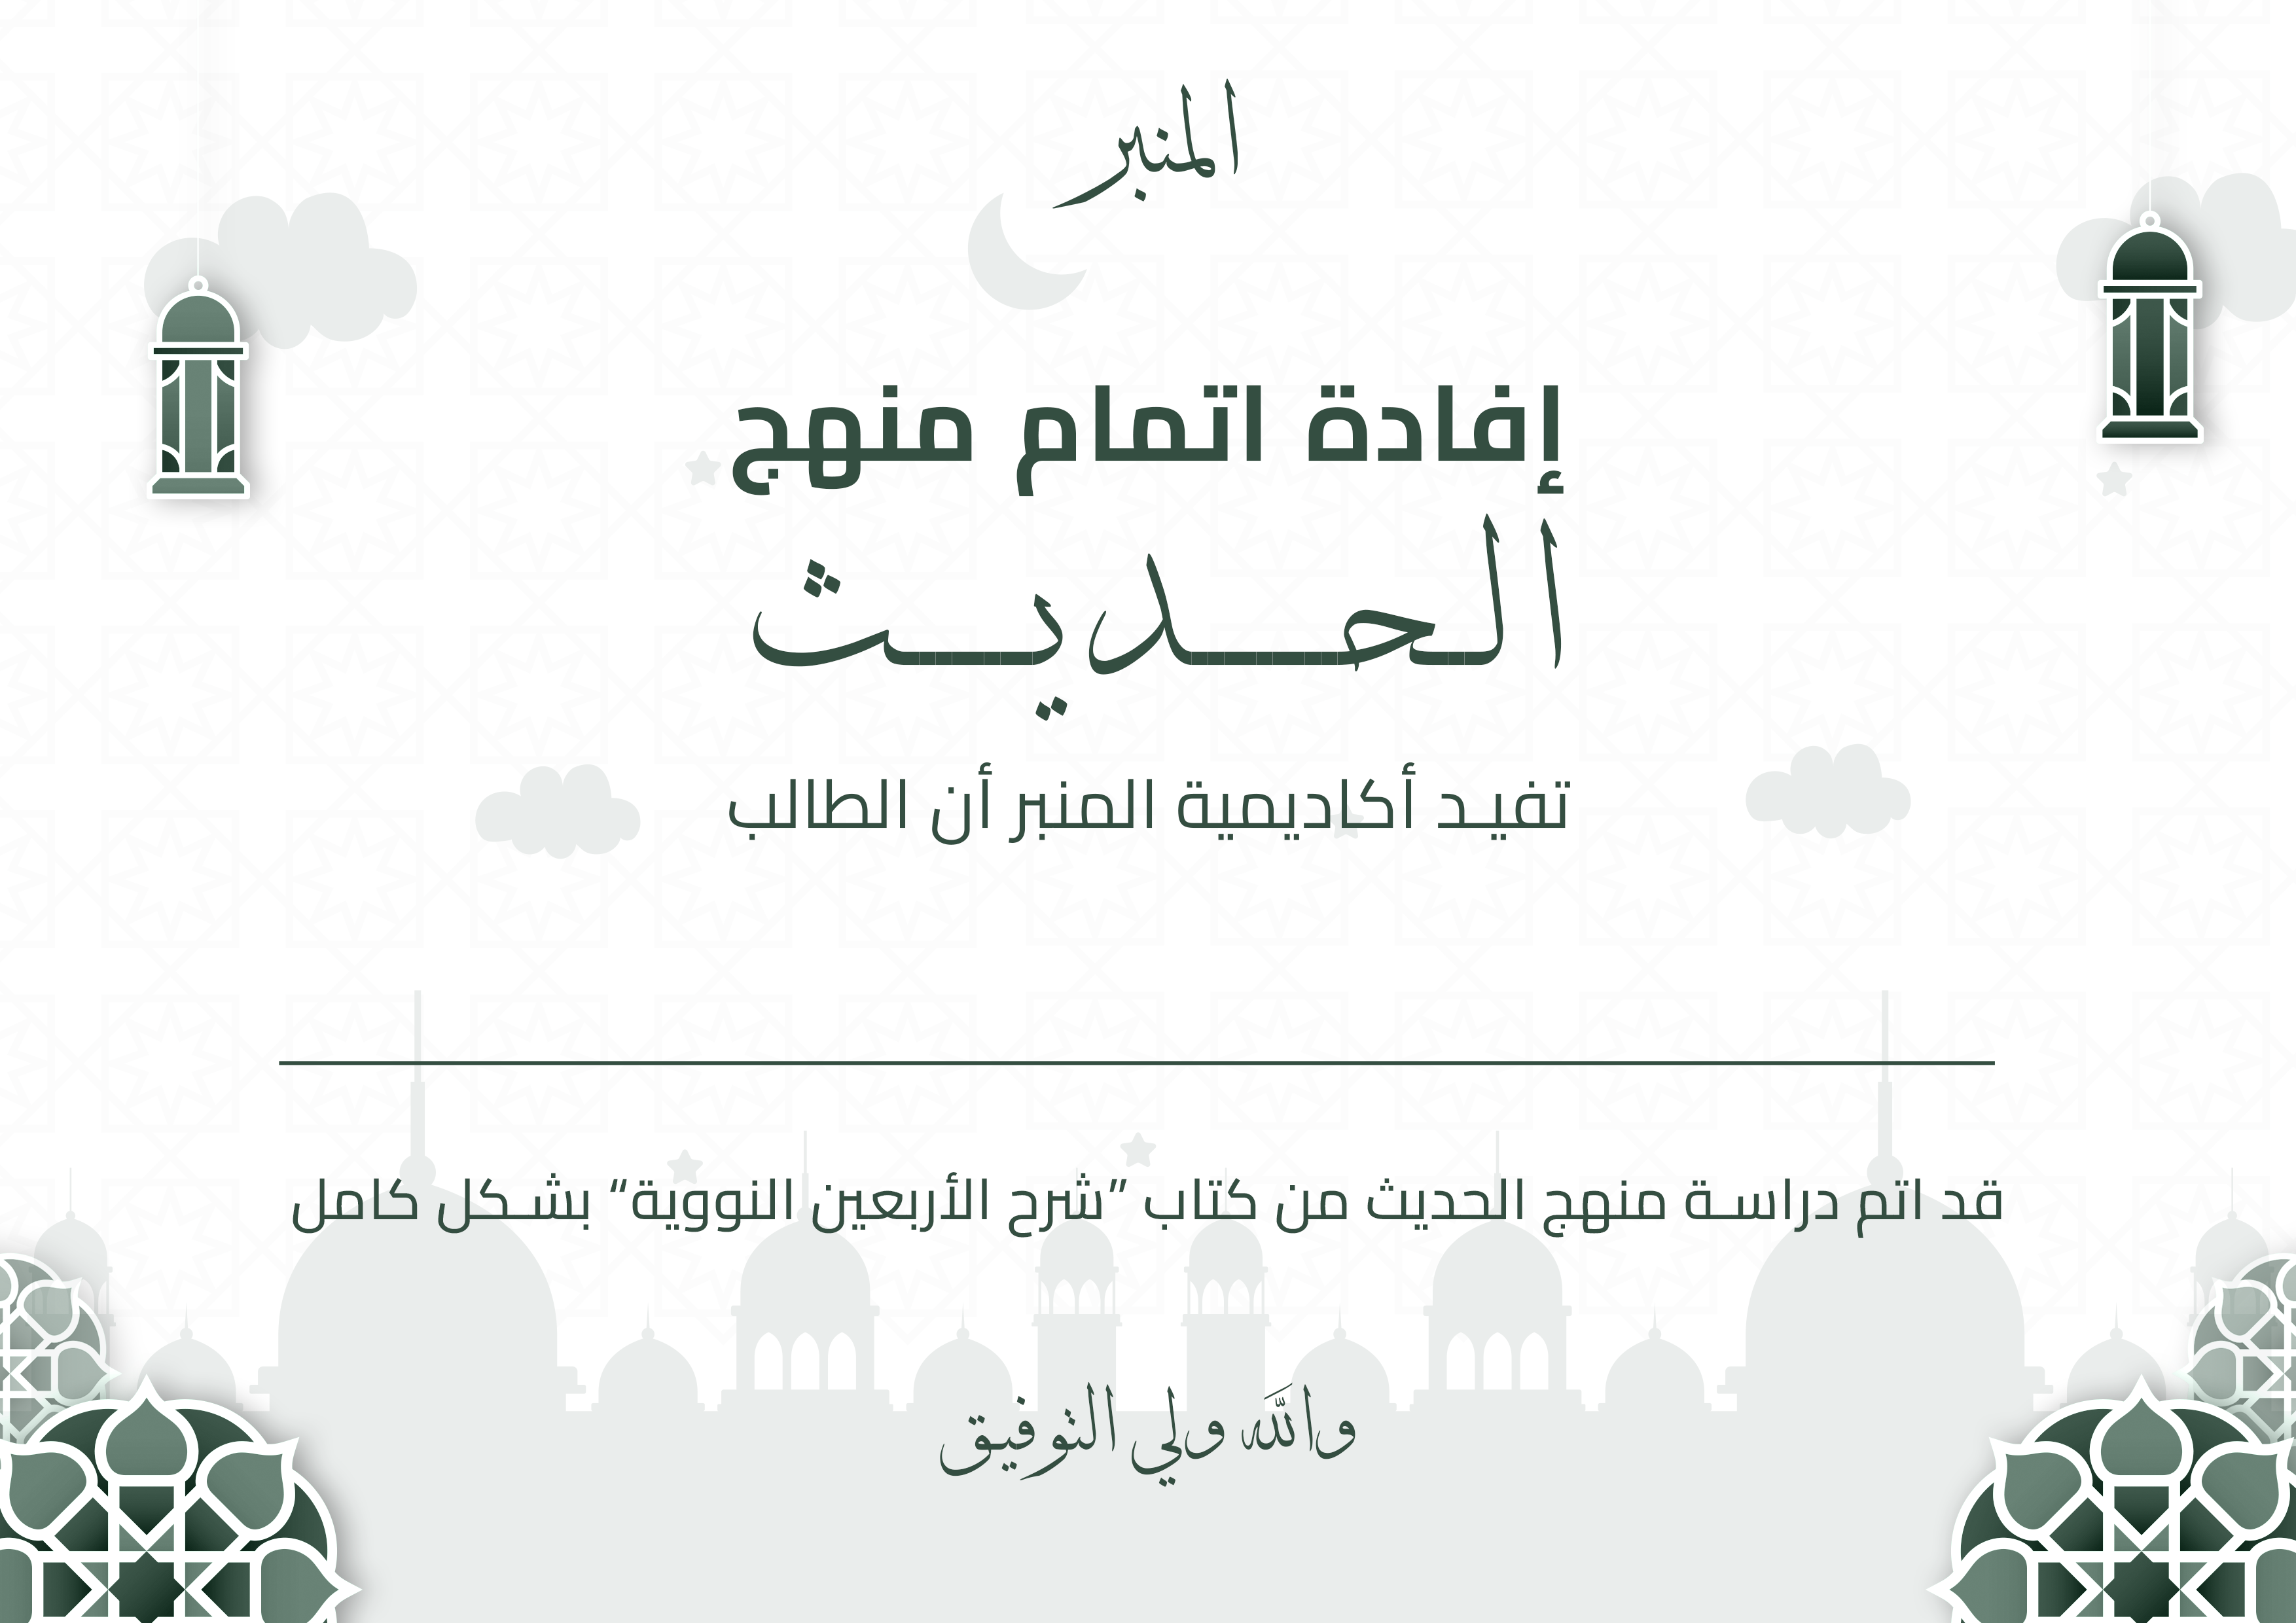 المنبر
إفادة اتمام منهج
الحـــديـــث
تفيـد أكاديمية المنبر أن الطالب
قد اتم دراسـة منهج الحديث من كتاب ”شرح الأربعين النووية“ بشـكل كامل
والله ولي التوفيق